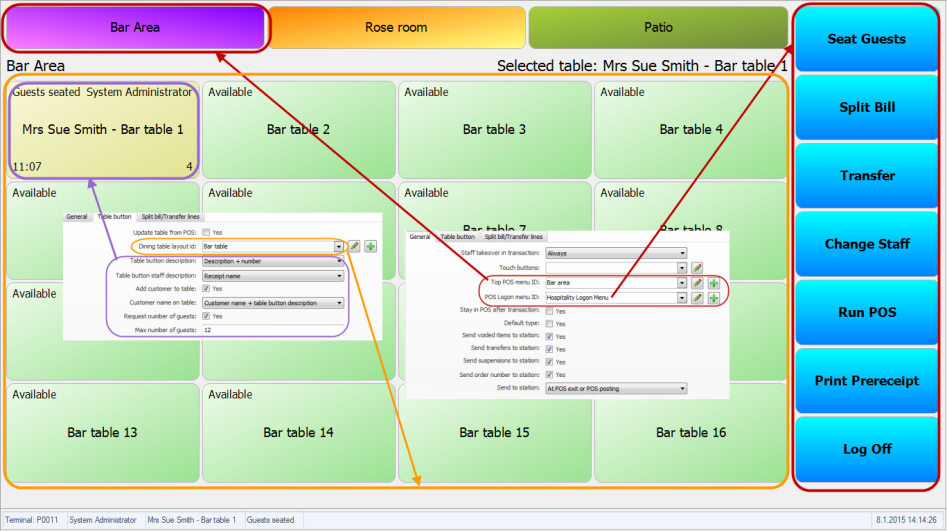 Bar Area
Rose room
Patio
Seat Guests
Bar Area
Selected table: Mrs Sue Smith - Bar table 1
Guests seated System Administrator
Mrs Sue Smith - Bar table 1
11:07
4
Available
Bar table 2
Available
Bar table 3
Available
Bar table 4
Split Bill
Transfer
Available
Available
Available
Bar table 7
Available
Bar table 8
General
Table button
Split bill/Transfer lines
Update table from POS:
Yes
Dining table layout id:
Bar table
Table button description:
Description + number
Table button staff description:
Receipt name
Add customer to table:
Yes
Customer name on table:
Customer name + table button description
Request number of guests:
Yes
Max number of guests:
12
General
Table button
Split bill/Transfer lines
Staff takeover in transaction:
Always
Touch buttons:
Top POS menu ID:
Bar area
POS Logon menu ID:
Hospitality Logon Menu
Stay in POS after transaction:
Yes
Default type:
Yes
Send voided items to station:
Yes
Send transfers to station:
Yes
Send suspensions to station:
Yes
Send order number to station:
Yes
Send to station:
At POS exit or POS posting
Change Staff
Available
Run POS
Print Prereceipt
Available
Bar table 13
Available
Bar table 14
Bar table 15
Available
Bar table 16
Log Off
Terminal: P0011
System Administrator
Mrs Sue Smith - Bar table 1
Guests seated
8.1.2015 14:14:26